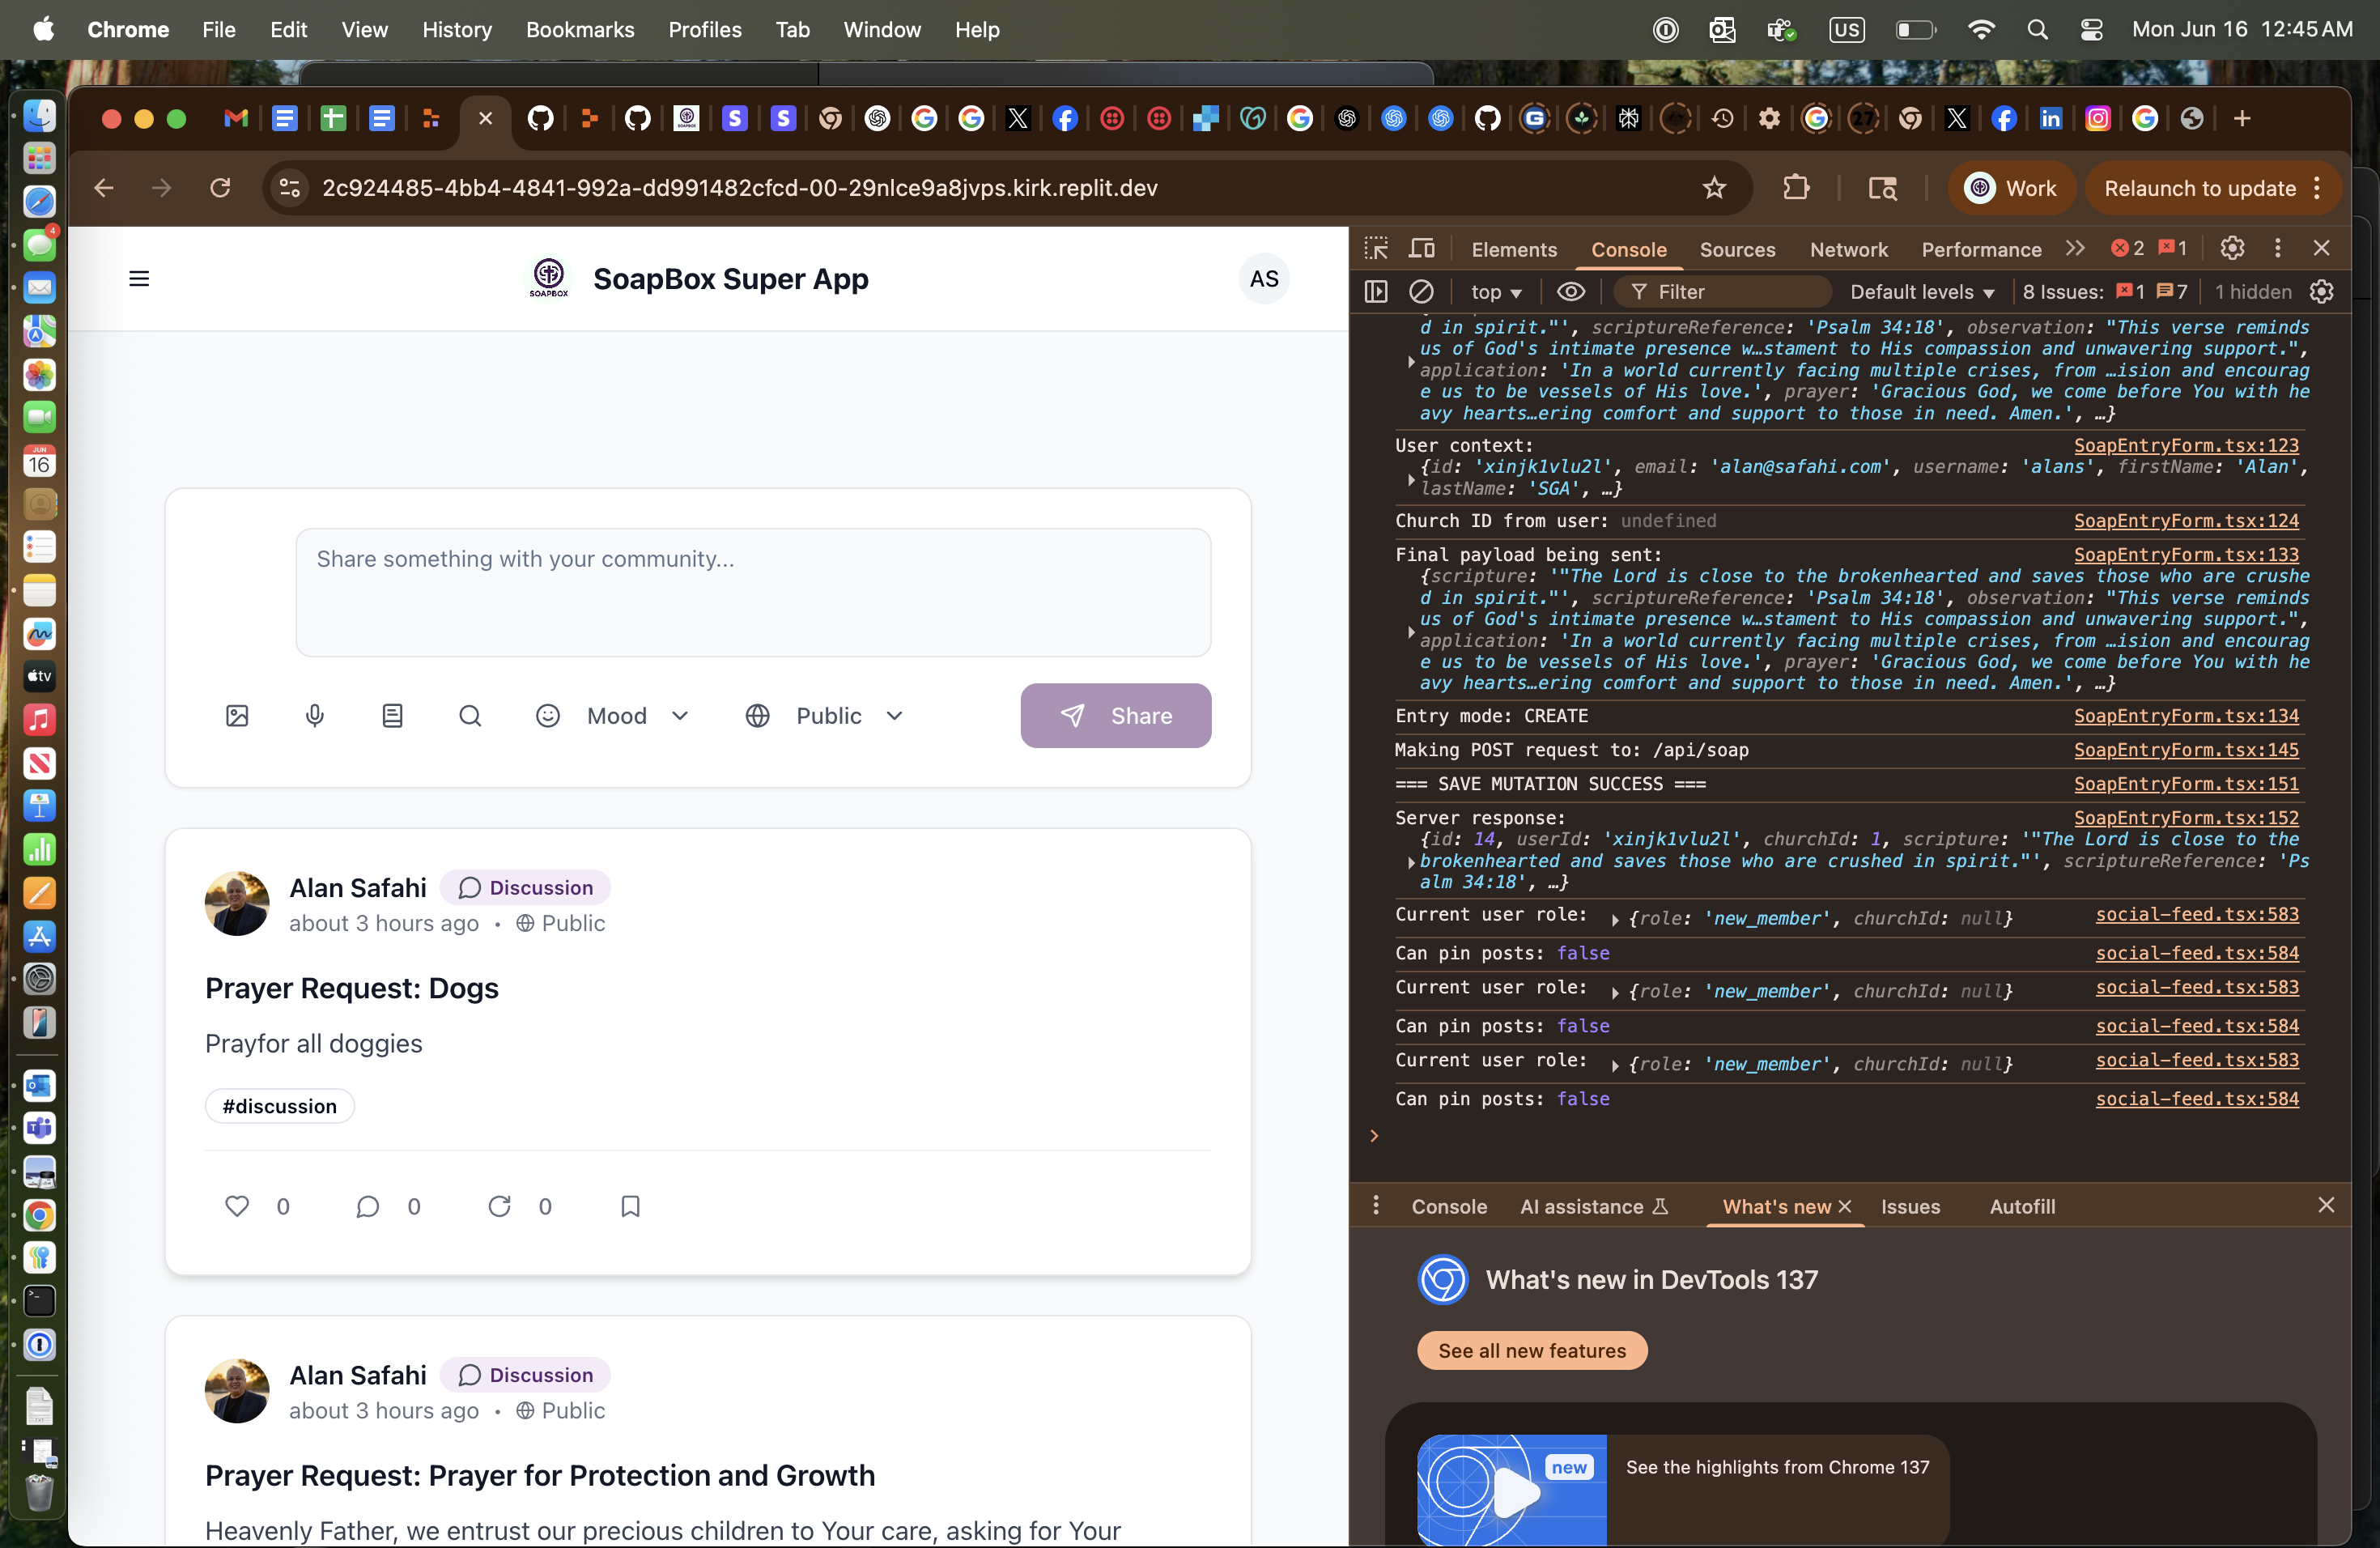 Chrome File Edit View History Bookmarks Profiles Tab Window Help US Mon Jun 16 12:45 AM
2c924485-4bb4-4841-992a-dd991482cfcd-00-29nlce9a8jvps.kirk.replit.dev Work Relaunch to update
4
JUN
16
tv
27
SOAPBOX
SoapBox Super App
AS
Share something with your community...
Mood Public Share
Alan Safahi Discussion
about 3 hours ago • Public
Prayer Request: Dogs
Prayfor all doggies
#discussion
0 0 0
Alan Safahi Discussion
about 3 hours ago • Public
Prayer Request: Prayer for Protection and Growth
Heavenly Father, we entrust our precious children to Your care, asking for Your
Elements Console Sources Network Performance 2 1
top Filter Default levels 8 Issues: 1 7 1 hidden
d in spirit."', scriptureReference: 'Psalm 34:18', observation: "This verse reminds
us of God's intimate presence w…stament to His compassion and unwavering support.",
application: 'In a world currently facing multiple crises, from …ision and encourag
e us to be vessels of His love.', prayer: 'Gracious God, we come before You with he
avy hearts…ering comfort and support to those in need. Amen.', …}
User context: SoapEntryForm.tsx:123
{id: 'xinjk1vlu2l', email: 'alan@safahi.com', username: 'alans', firstName: 'Alan',
lastName: 'SGA', …}
Church ID from user: undefined SoapEntryForm.tsx:124
Final payload being sent: SoapEntryForm.tsx:133
{scripture: '"The Lord is close to the brokenhearted and saves those who are crushe
d in spirit."', scriptureReference: 'Psalm 34:18', observation: "This verse reminds
us of God's intimate presence w…stament to His compassion and unwavering support.",
application: 'In a world currently facing multiple crises, from …ision and encourag
e us to be vessels of His love.', prayer: 'Gracious God, we come before You with he
avy hearts…ering comfort and support to those in need. Amen.', …}
Entry mode: CREATE SoapEntryForm.tsx:134
Making POST request to: /api/soap SoapEntryForm.tsx:145
=== SAVE MUTATION SUCCESS === SoapEntryForm.tsx:151
Server response: SoapEntryForm.tsx:152
{id: 14, userId: 'xinjk1vlu2l', churchId: 1, scripture: '"The Lord is close to the
brokenhearted and saves those who are crushed in spirit."', scriptureReference: 'Ps
alm 34:18', …}
Current user role: {role: 'new_member', churchId: null} social-feed.tsx:583
Can pin posts: false social-feed.tsx:584
Current user role: {role: 'new_member', churchId: null} social-feed.tsx:583
Can pin posts: false social-feed.tsx:584
Current user role: {role: 'new_member', churchId: null} social-feed.tsx:583
Can pin posts: false social-feed.tsx:584
Console AI assistance What's new Issues Autofill
What's new in DevTools 137
See all new features
new See the highlights from Chrome 137